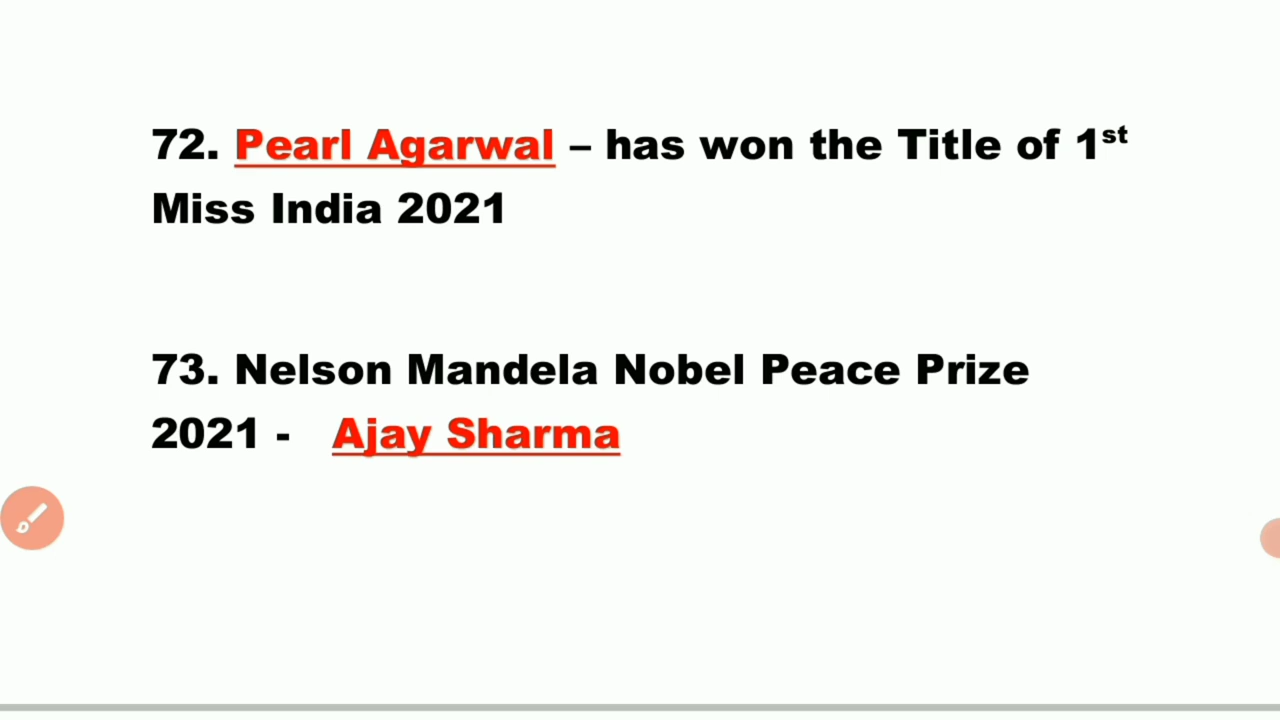 72. Pearl Agarwal – has won the Title of 1st
Miss India 2021
73. Nelson Mandela Nobel Peace Prize
2021 - Ajay Sharma